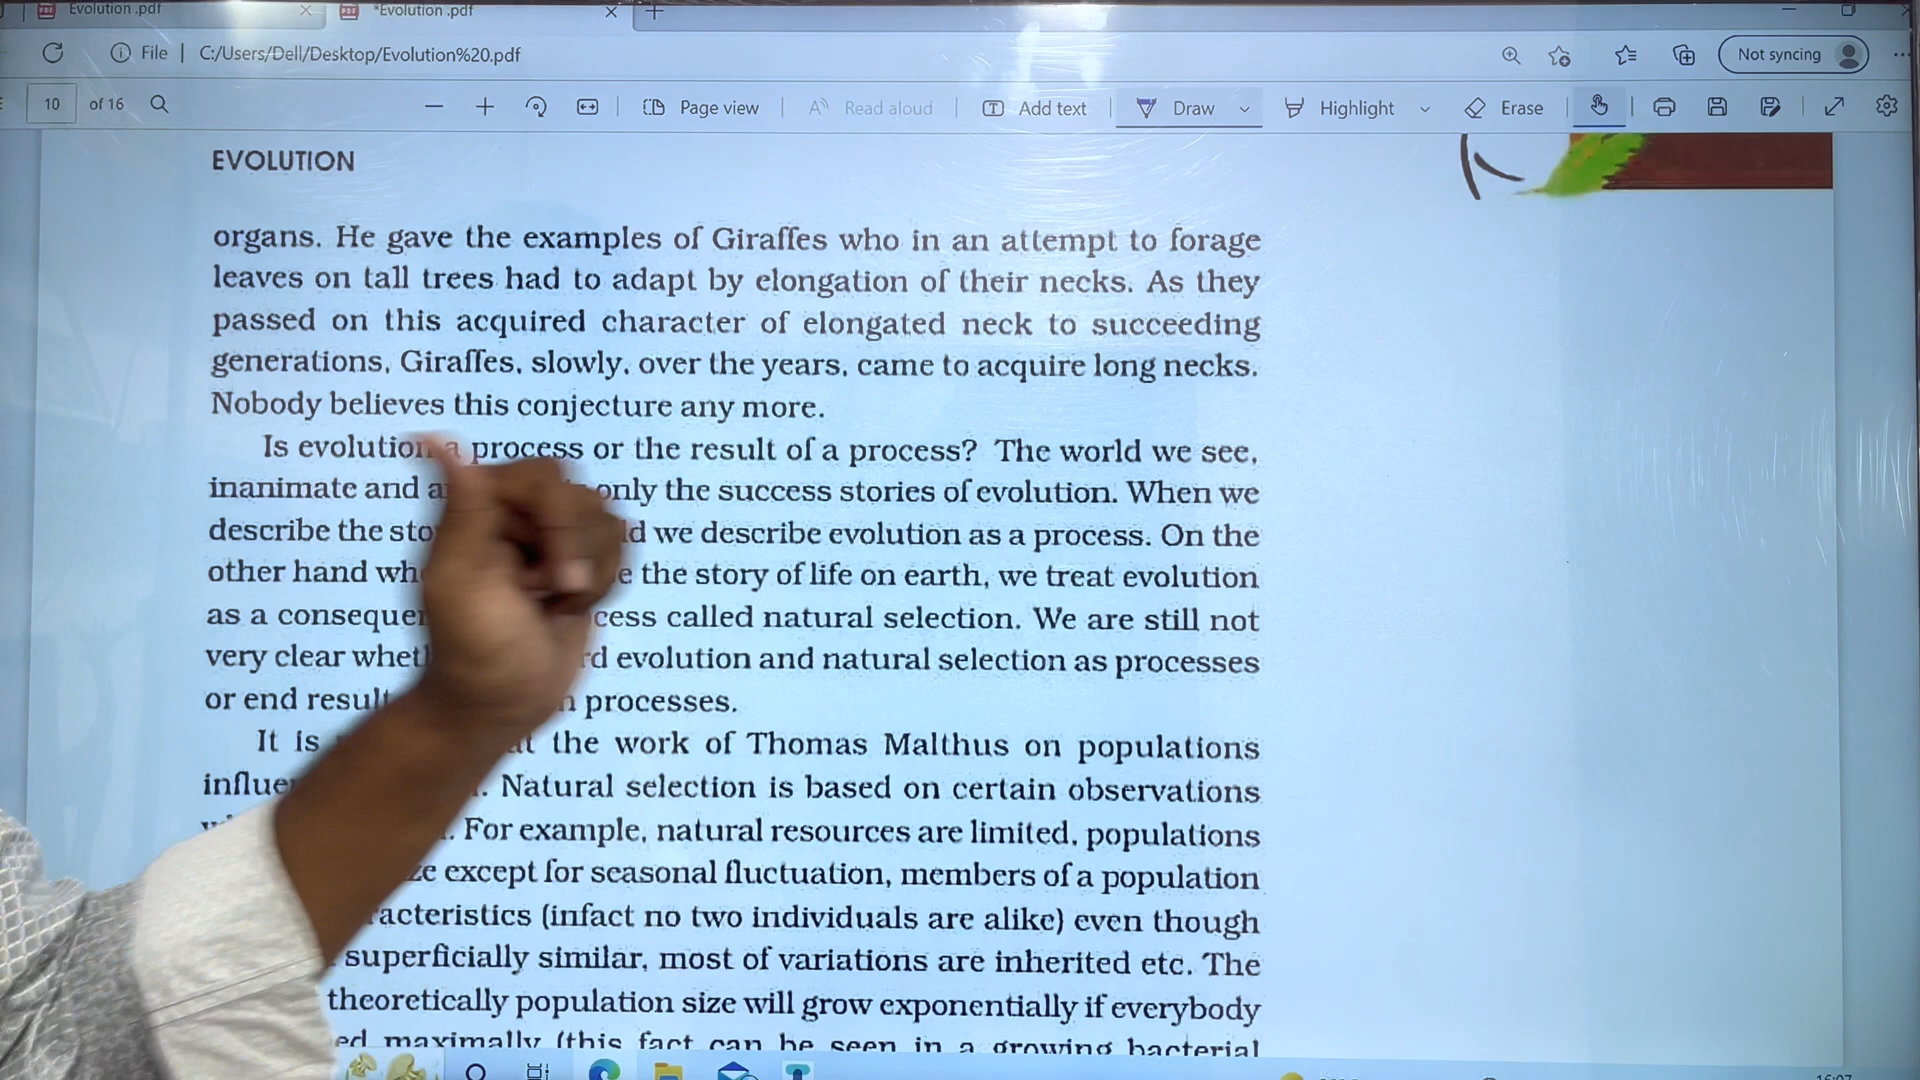 Evolution .pdf
*Evolution .pdf
File | C:/Users/Dell/Desktop/Evolution%20.pdf
Not syncing
10 of 16
Page view
Read aloud
Add text
Draw
Highlight
Erase
EVOLUTION
organs. He gave the examples of Giraffes who in an attempt to forage
leaves on tall trees had to adapt by elongation of their necks. As they
passed on this acquired character of elongated neck to succeeding
generations, Giraffes, slowly, over the years, came to acquire long necks.
Nobody believes this conjecture any more.
Is evolution a process or the result of a process? The world we see,
inanimate and only the success stories of evolution. When we
describe the we describe evolution as a process. On the
other hand the story of life on earth, we treat evolution
as a called natural selection. We are still not
very clear evolution and natural selection as processes
or end processes.
It is the work of Thomas Malthus on populations
Natural selection is based on certain observations
For example, natural resources are limited, populations
except for seasonal fluctuation, members of a population
(infact no two individuals are alike) even though
superficially similar, most of variations are inherited etc. The
theoretically population size will grow exponentially if everybody
maximally (this fact can be seen in a growing bacterial